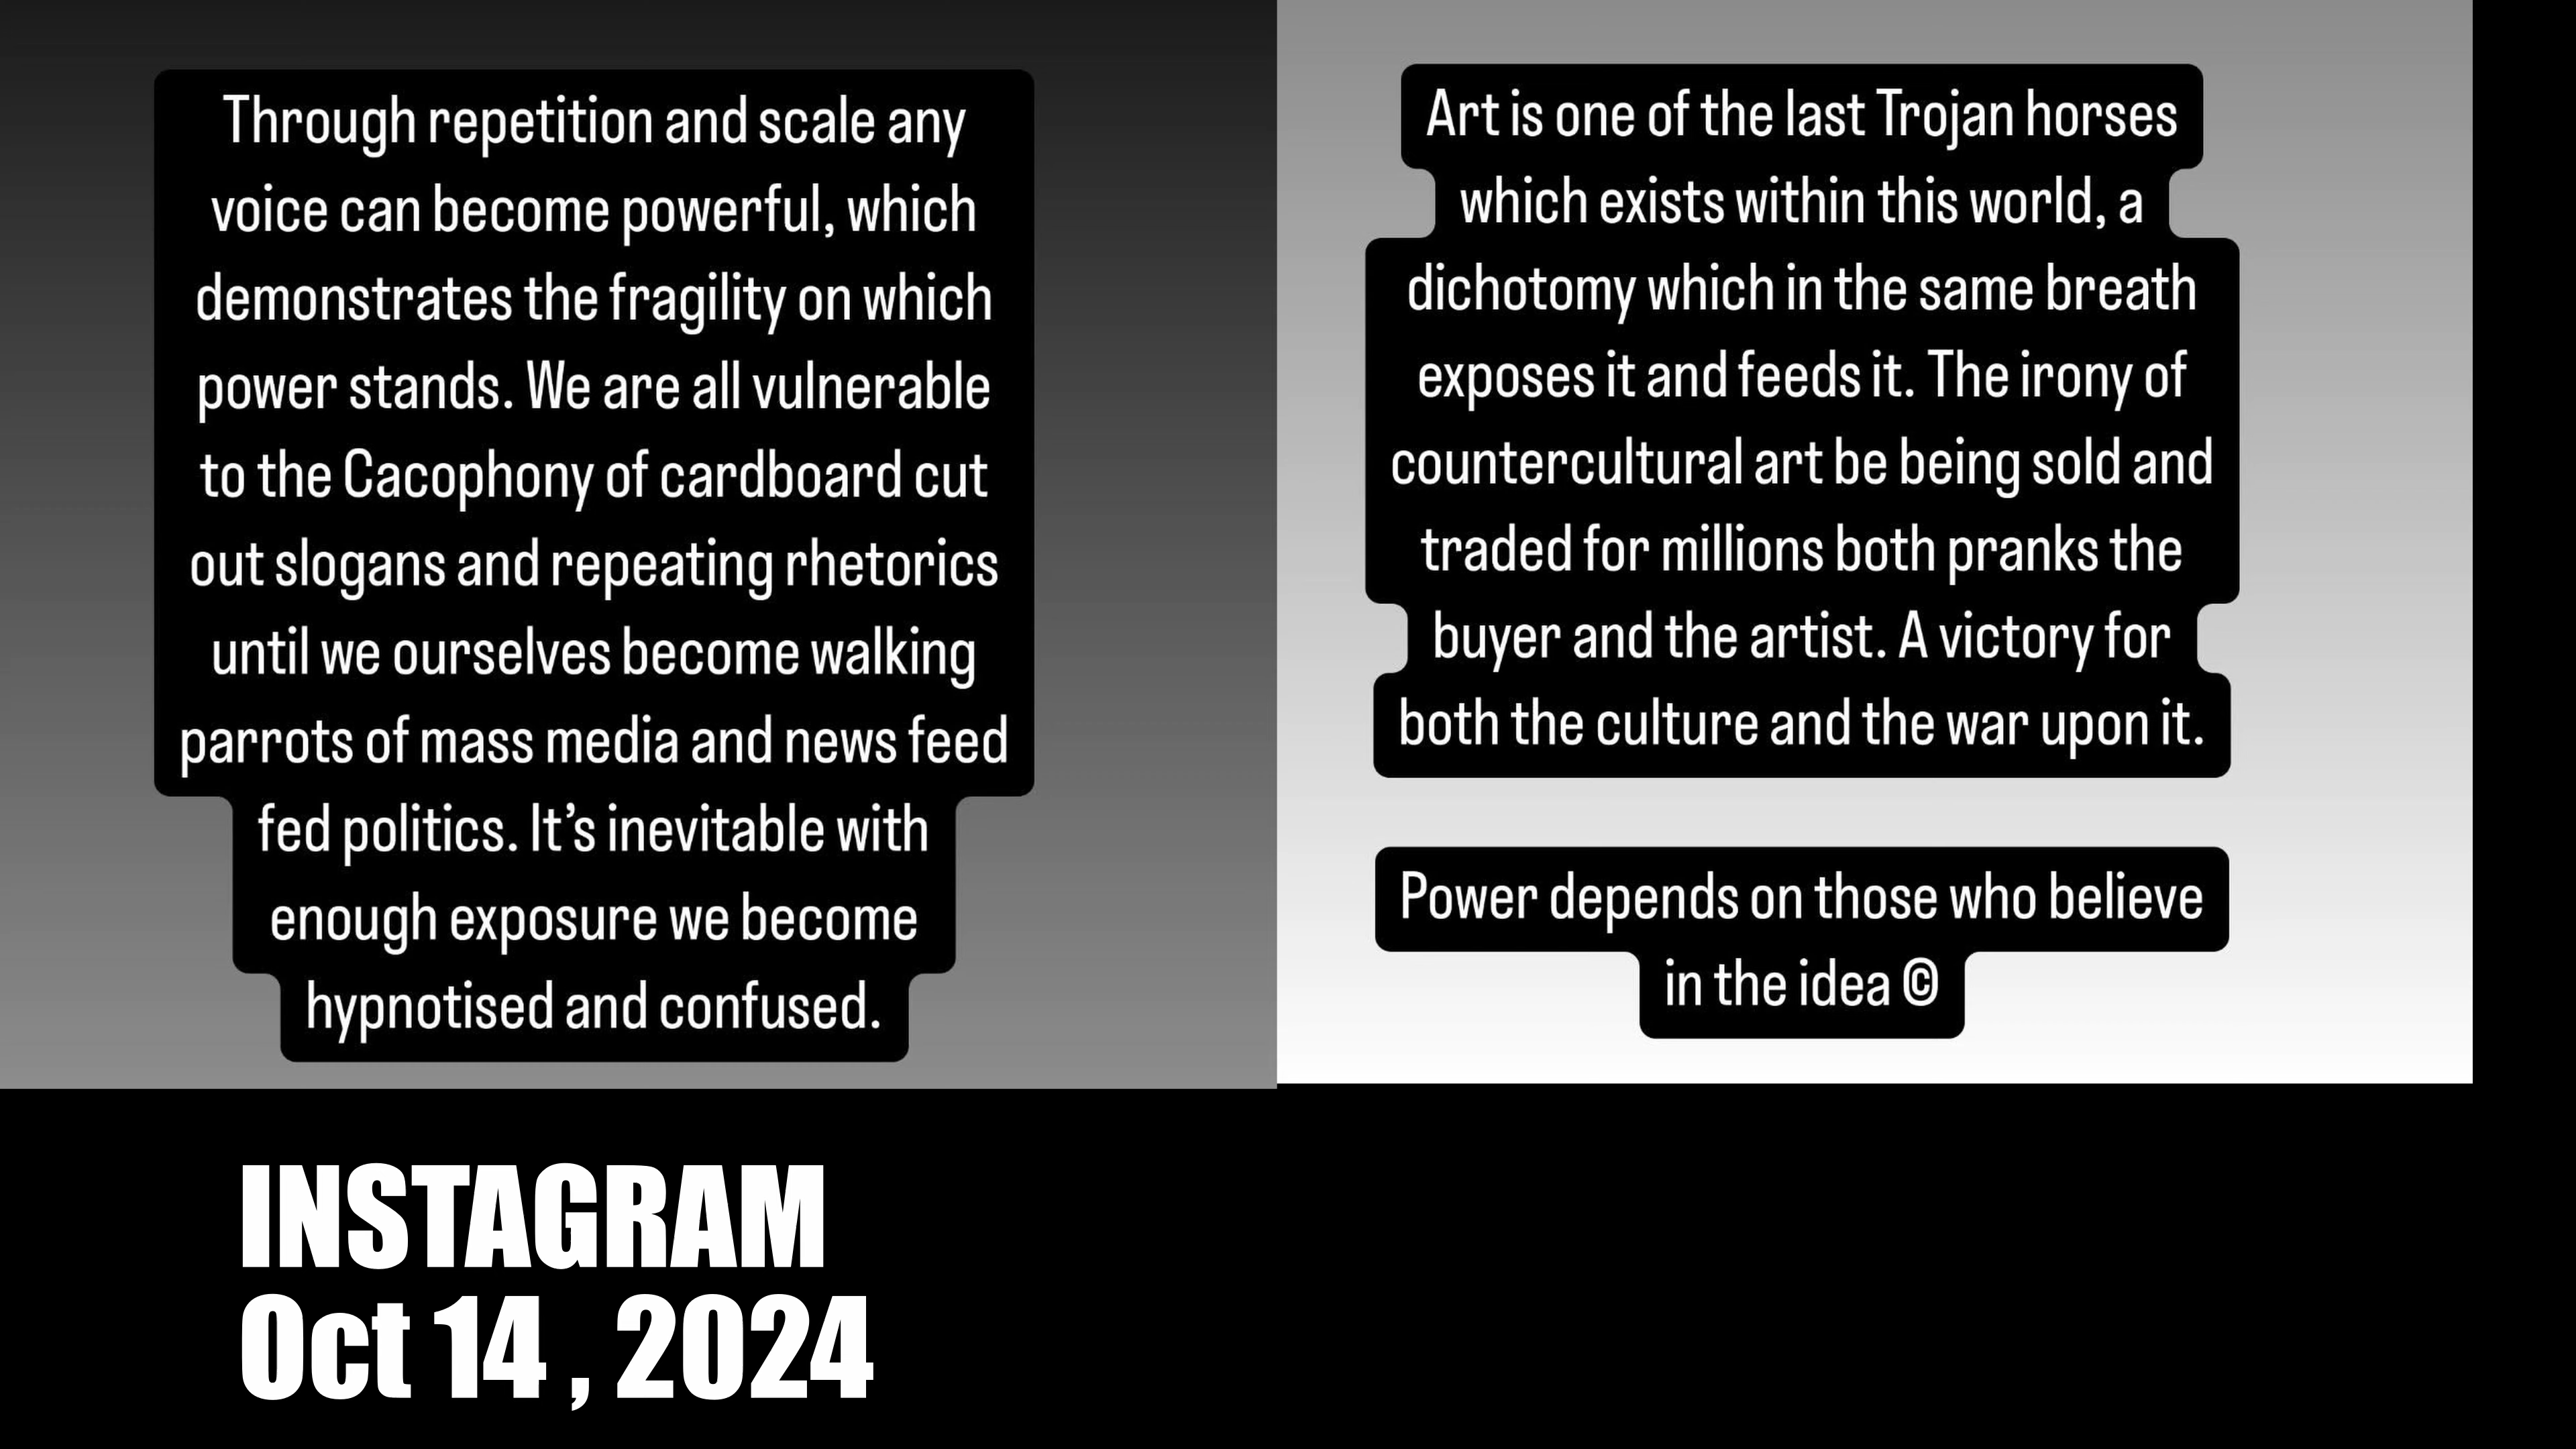 Through repetition and scale any
voice can become powerful, which
demonstrates the fragility on which
power stands. We are all vulnerable
to the Cacophony of cardboard cut
out slogans and repeating rhetorics
until we ourselves become walking
parrots of mass media and news feed
fed politics. It’s inevitable with
enough exposure we become
hypnotised and confused.
Art is one of the last Trojan horses
which exists within this world, a
dichotomy which in the same breath
exposes it and feeds it. The irony of
countercultural art be being sold and
traded for millions both pranks the
buyer and the artist. A victory for
both the culture and the war upon it.
Power depends on those who believe
in the idea ©
INSTAGRAM
Oct 14 , 2024